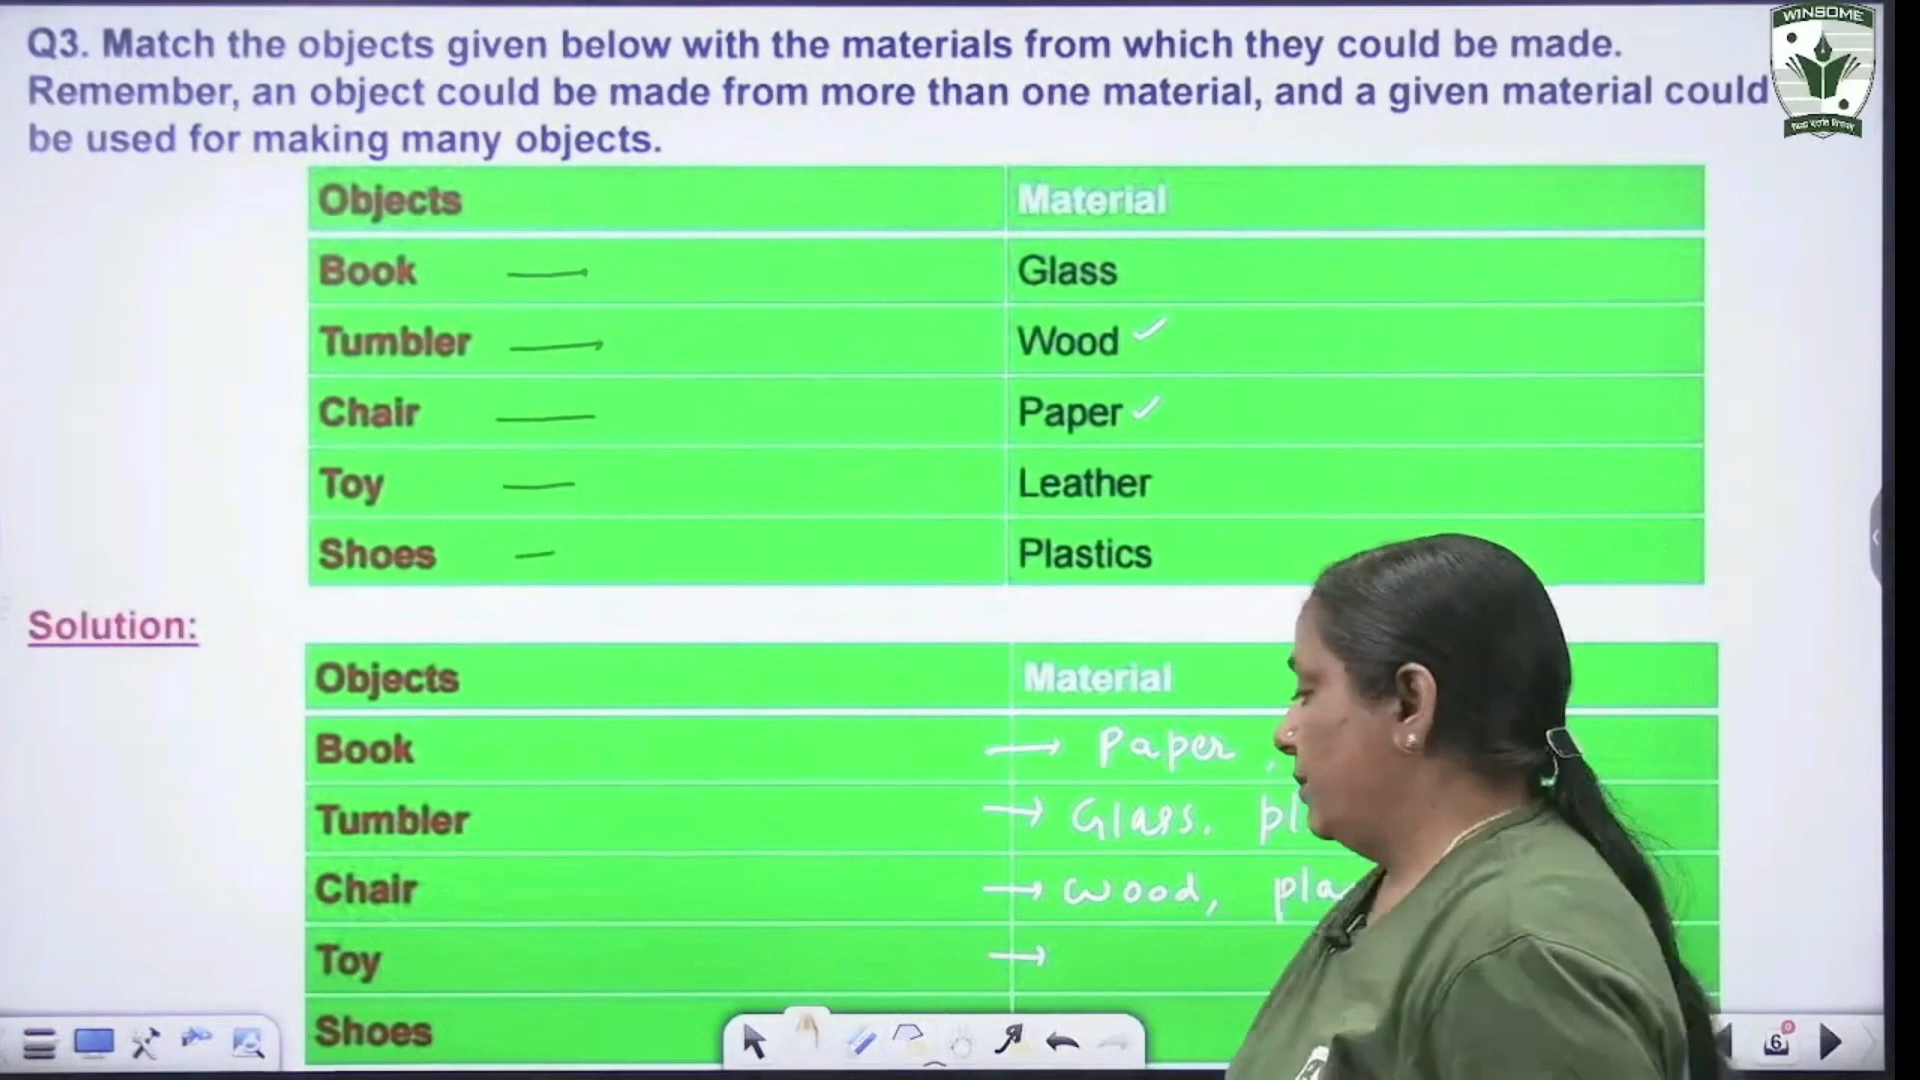 WINSOME
Q3. Match the objects given below with the materials from which they could be made.
Remember, an object could be made from more than one material, and a given material could
be used for making many objects.
Objects Material
Book Glass
Tumbler Wood
Chair Paper
Toy Leather
Shoes Plastics
Solution:
Objects Material
Book → Paper ,
Tumbler → Glass. pl
Chair → wood, pla
Toy →
Shoes
6